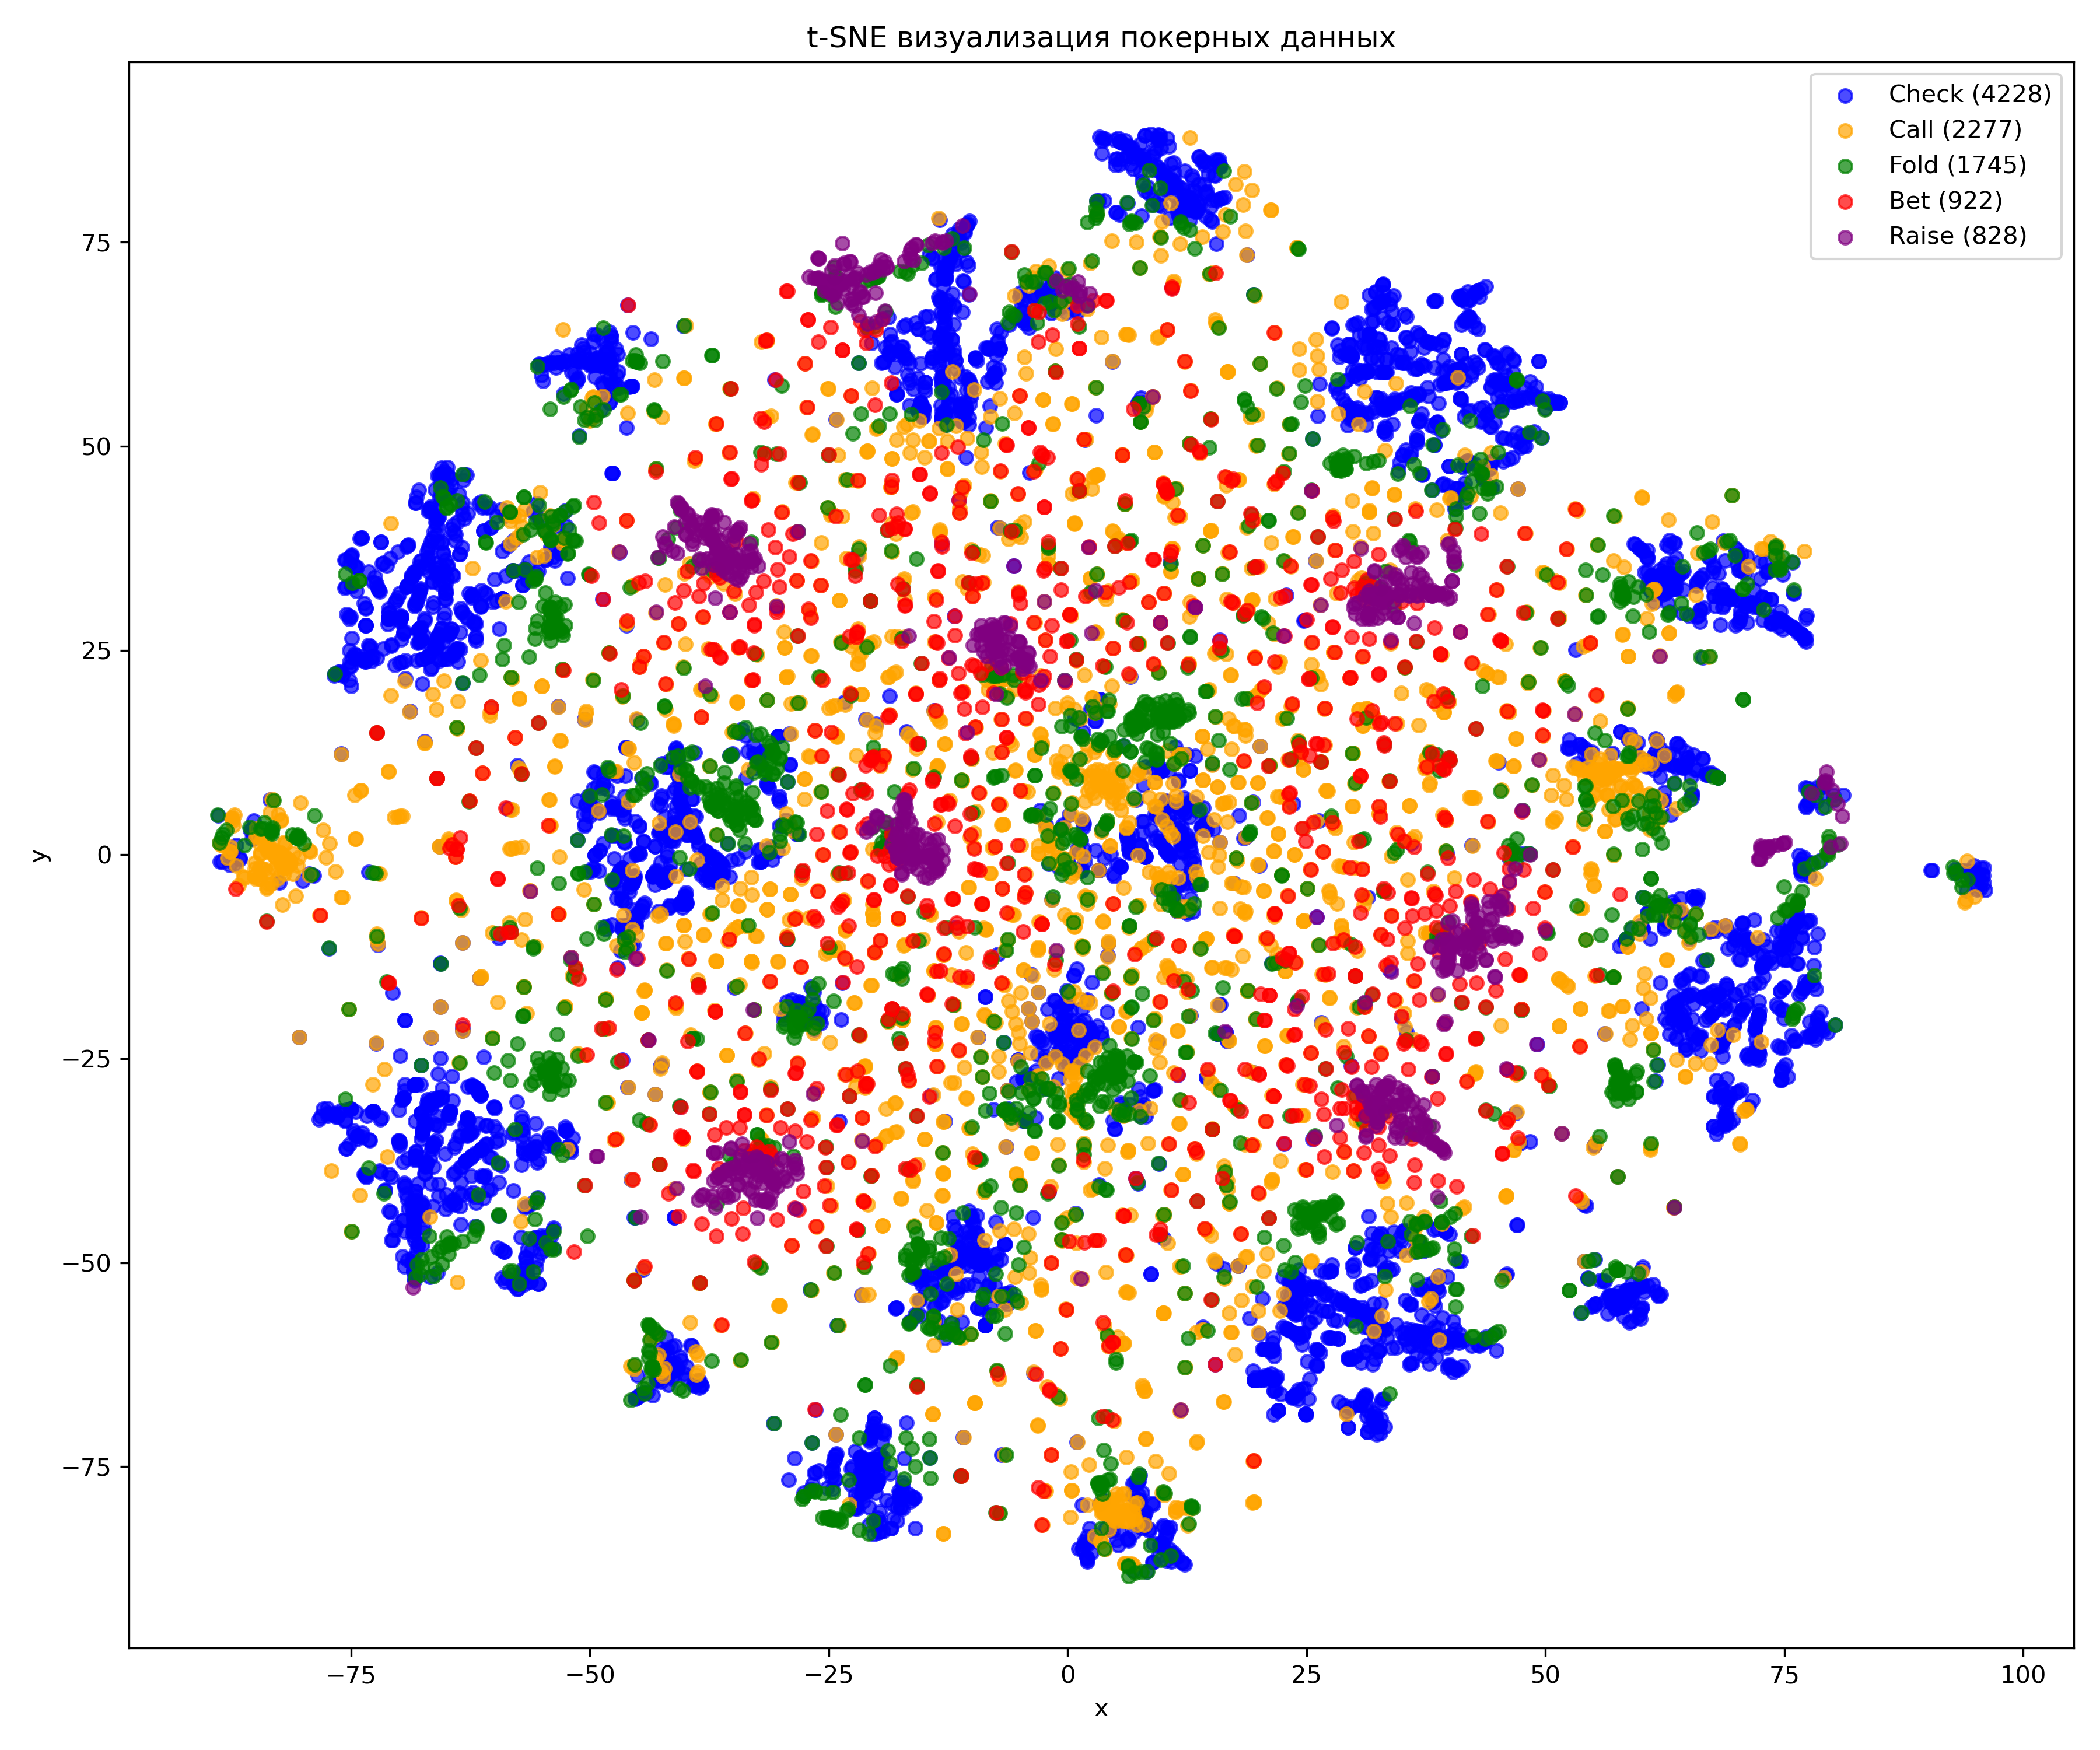 t-SNE визуализация покерных данных
Check (4228)
Call (2277)
Fold (1745)
Bet (922)
Raise (828)
75
50
25
0
−25
−50
−75
y
−75
−50
−25
0
25
50
75
100
x